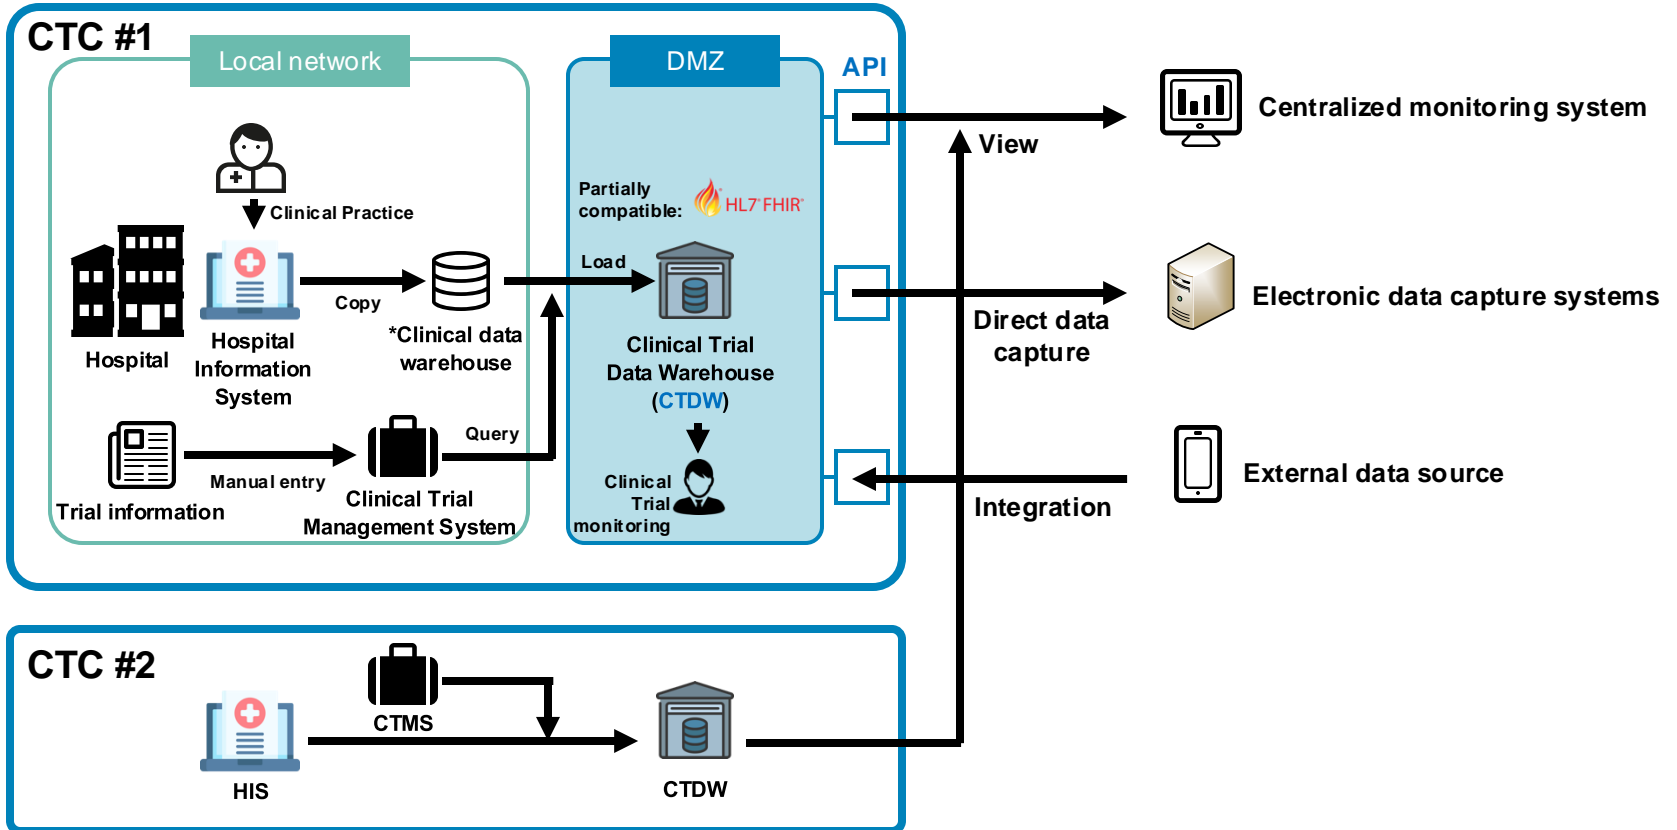 CTC #1
Local network
DMZ
API
Centralized monitoring system
View
Clinical Practice
Partially
compatible:
HL7® FHIR®
Load
Copy
Hospital
Hospital
Information
System
*Clinical data
warehouse
Clinical Trial
Data Warehouse
(CTDW)
Electronic data capture systems
Direct data
capture
Query
Manual entry
Trial information
Clinical Trial
Management System
Clinical
Trial
monitoring
External data source
Integration
CTC #2
CTMS
HIS
CTDW